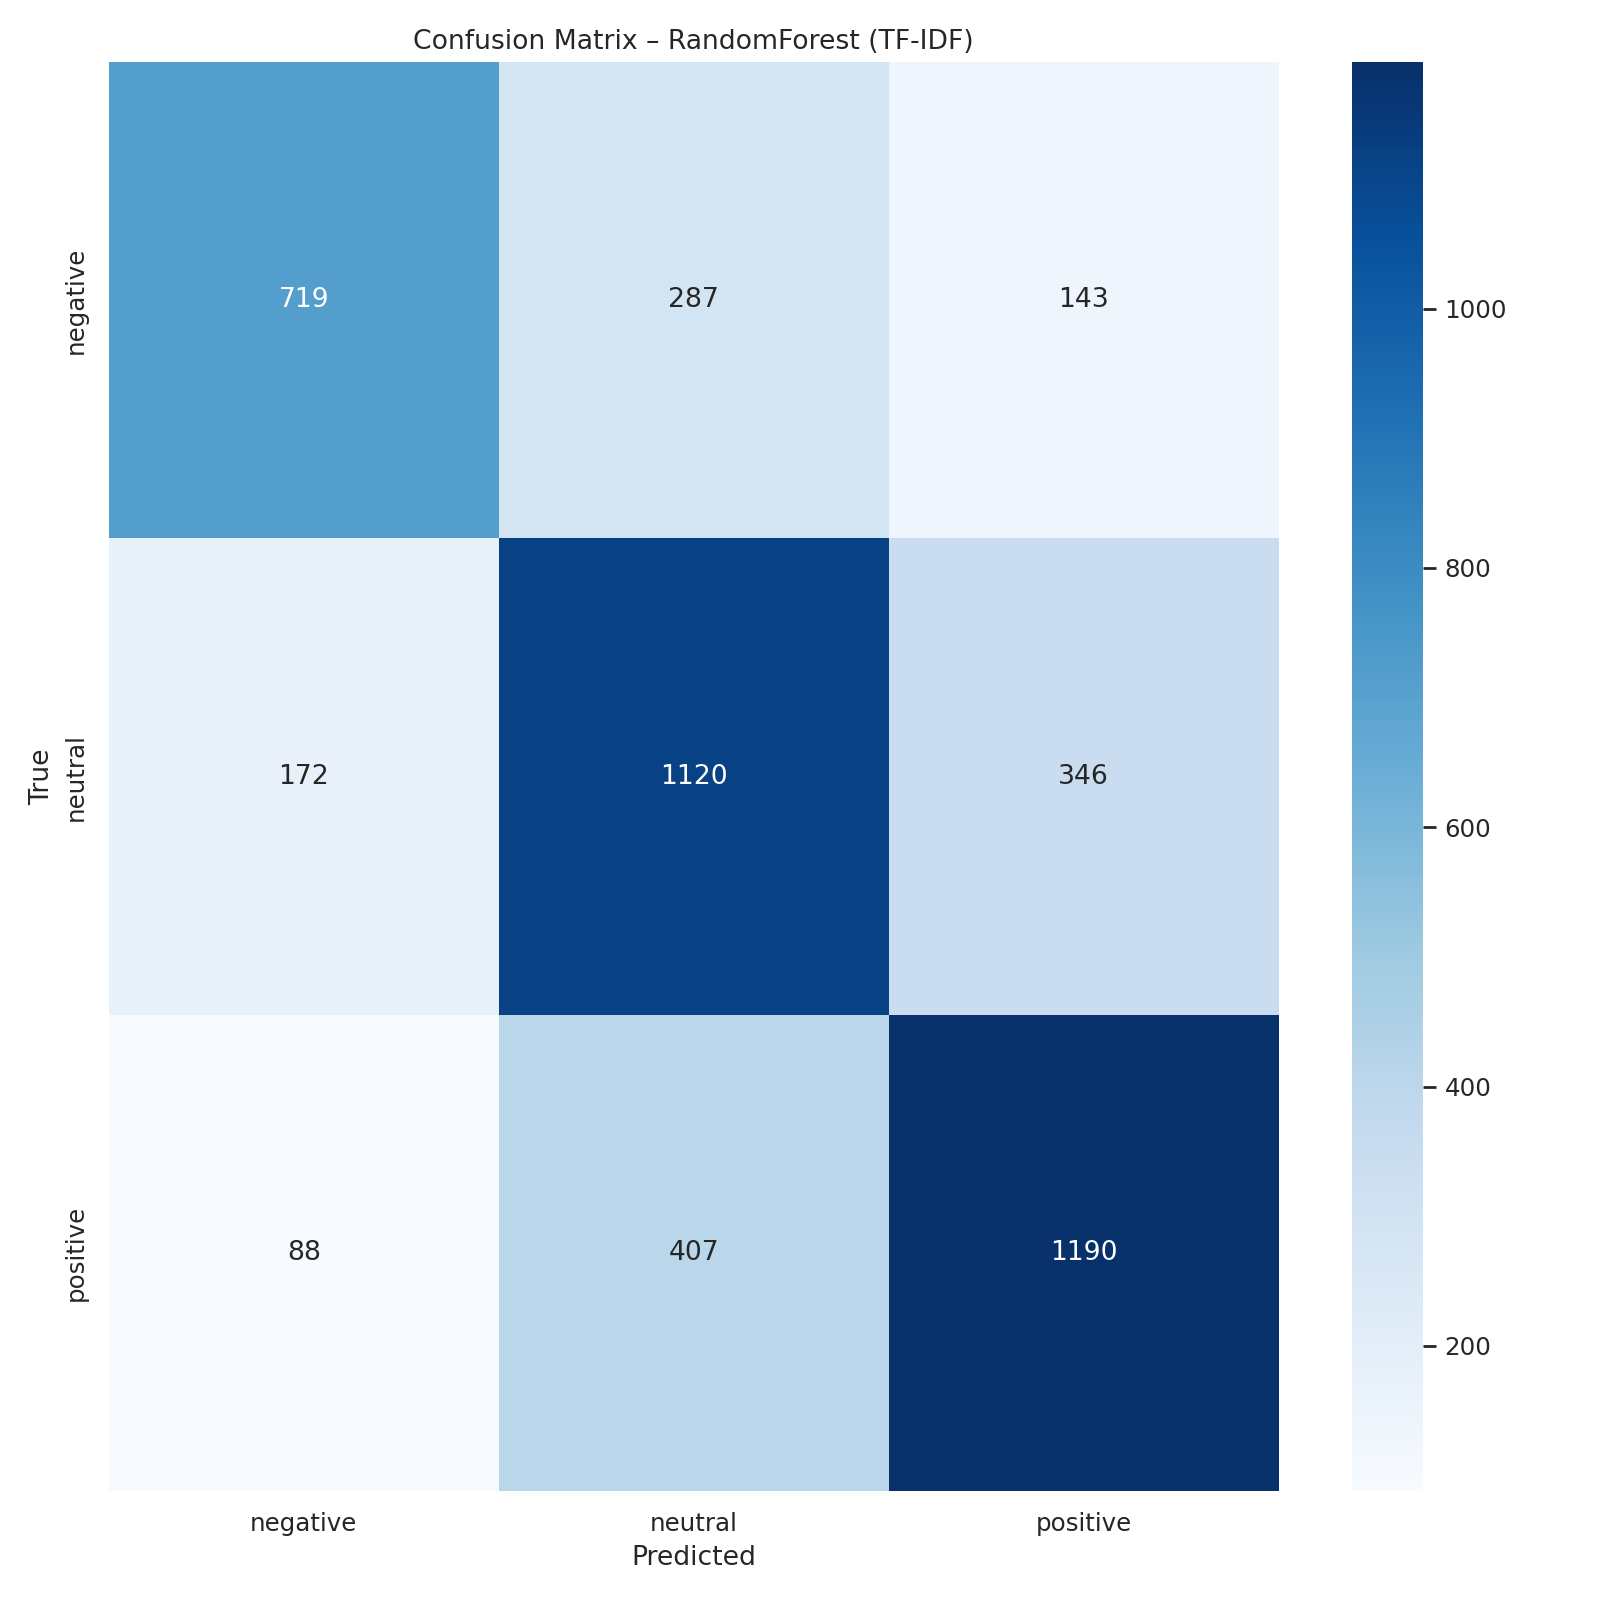 Confusion Matrix – RandomForest (TF-IDF)
negative
719
287
143
True
neutral
172
1120
346
positive
88
407
1190
negative
neutral
positive
Predicted
1000
800
600
400
200